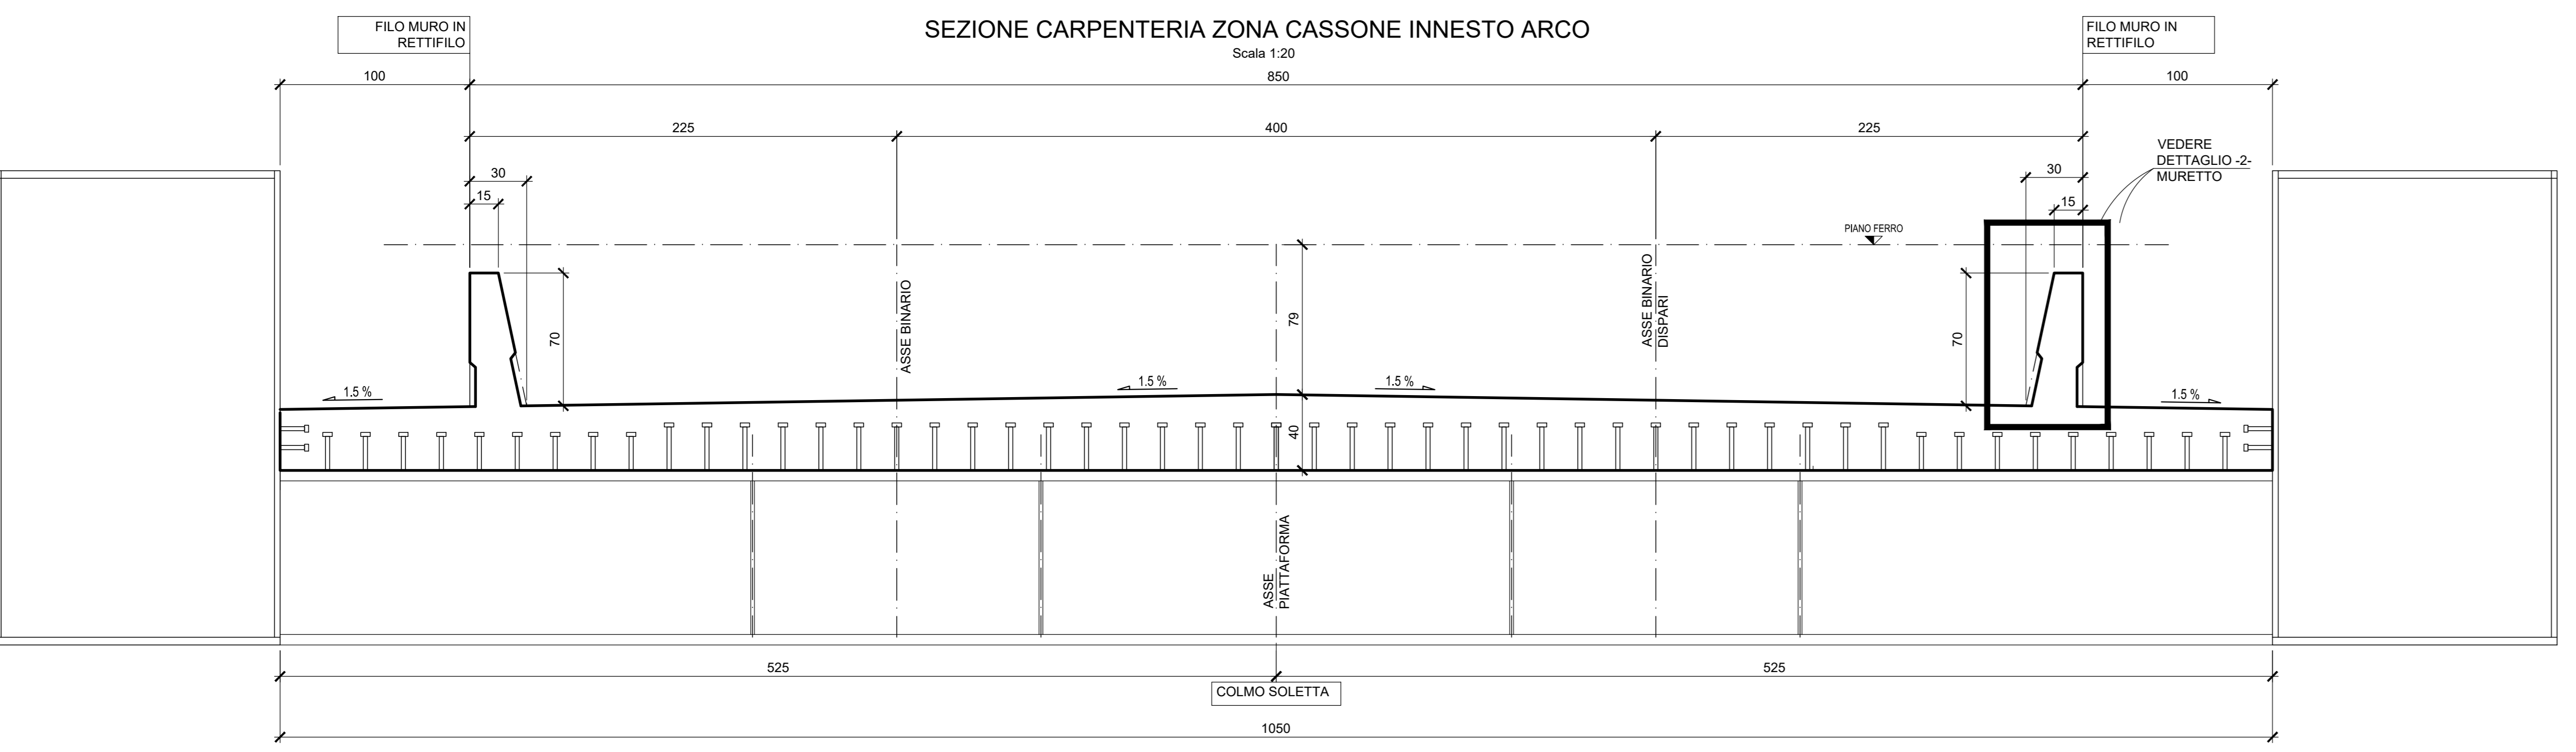 SEZIONE CARPENTERIA ZONA CASSONE INNESTO ARCO
Scala 1:20
FILO MURO IN
RETTIFILO
FILO MURO IN
RETTIFILO
100
850
100
225
400
225
VEDERE
DETTAGLIO -2-
MURETTO
30
15
30
15
PIANO FERRO
70
ASSE BINARIO
79
ASSE BINARIO
DISPARI
70
1.5 %
1.5 %
1.5 %
1.5 %
40
ASSE
PIATTAFORMA
525
525
COLMO SOLETTA
1050